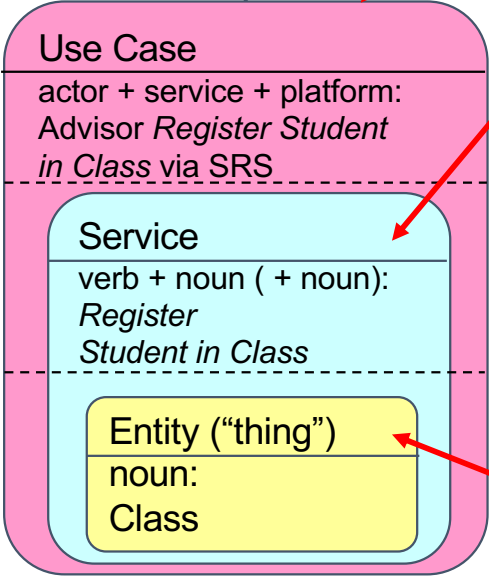 Use Case
actor + service + platform:
Advisor Register Student
in Class via SRS
Service
verb + noun ( + noun):
Register
Student in Class
Entity (“thing”)
noun:
Class